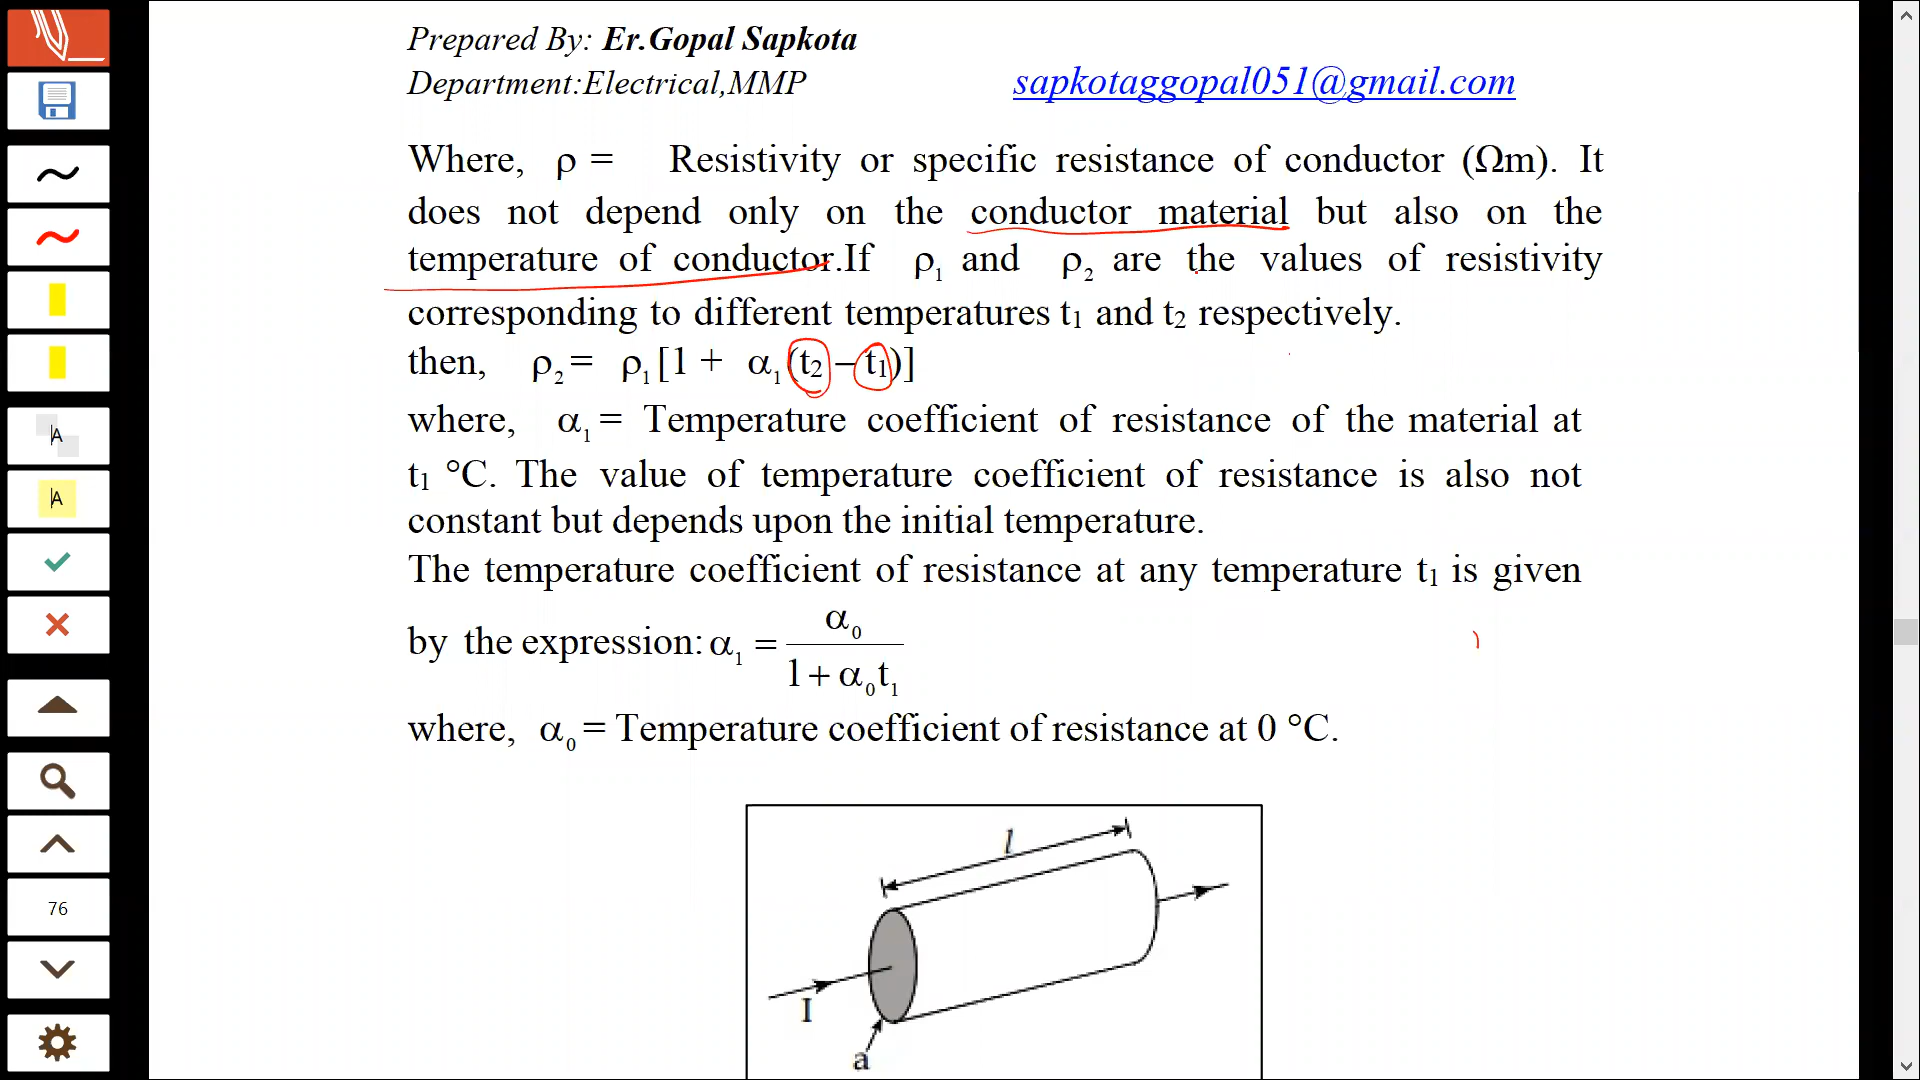 Prepared By: Er.Gopal Sapkota
Department:Electrical,MMP sapkotaggopal051@gmail.com
Where, ρ = Resistivity or specific resistance of conductor (Ωm). It
does not depend only on the conductor material but also on the
temperature of conductor.If ρ₁ and ρ₂ are the values of resistivity
corresponding to different temperatures t₁ and t₂ respectively.
then, ρ₂ = ρ₁ [1 + α₁ (t₂ – t₁)]
where, α₁ = Temperature coefficient of resistance of the material at
t₁ °C. The value of temperature coefficient of resistance is also not
constant but depends upon the initial temperature.
The temperature coefficient of resistance at any temperature t₁ is given
by the expression: α₁ = α₀ / 1 + α₀t₁
where, α₀ = Temperature coefficient of resistance at 0 °C.
l
I
a
A
A
76